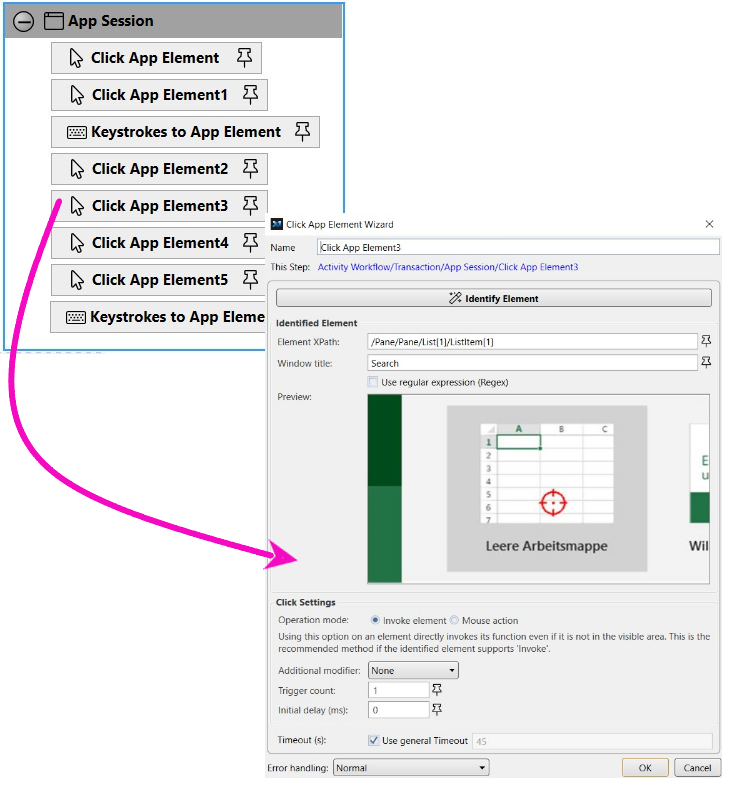 App Session
Click App Element
Click App Element1
Keystrokes to App Element
Click App Element2
Click App Element3
Click App Element4
Click App Element5
Keystrokes to App Eleme
Click App Element Wizard
Name Click App Element3
This Step: Activity Workflow/Transaction/App Session/Click App Element3
Identify Element
Identified Element
Element XPath: /Pane/Pane/List[1]/ListItem[1]
Window title: Search
Use regular expression (Regex)
Preview:
A B C
1
2
3
4
5
6
7
E
u
Leere Arbeitsmappe
Wil
Click Settings
Operation mode: Invoke element Mouse action
Using this option on an element directly invokes its function even if it is not in the visible area. This is the
recommended method if the identified element supports 'Invoke'.
Additional modifier: None
Trigger count: 1
Initial delay (ms): 0
Timeout (s): Use general Timeout 45
Error handling: Normal OK Cancel